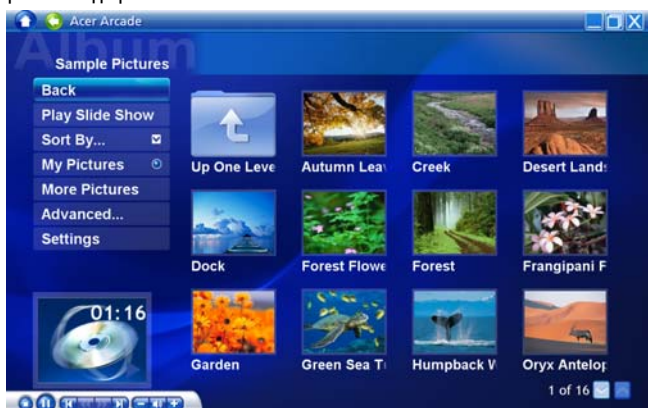 Acer Arcade
Album
Sample Pictures
Back
Play Slide Show
Sort By...
My Pictures
More Pictures
Advanced...
Settings
Up One Leve
Autumn Lea
Creek
Desert Lands
Dock
Forest Flowe
Forest
Frangipani F
Garden
Green Sea T
Humpback W
Oryx Antelop
01:16
1 of 16